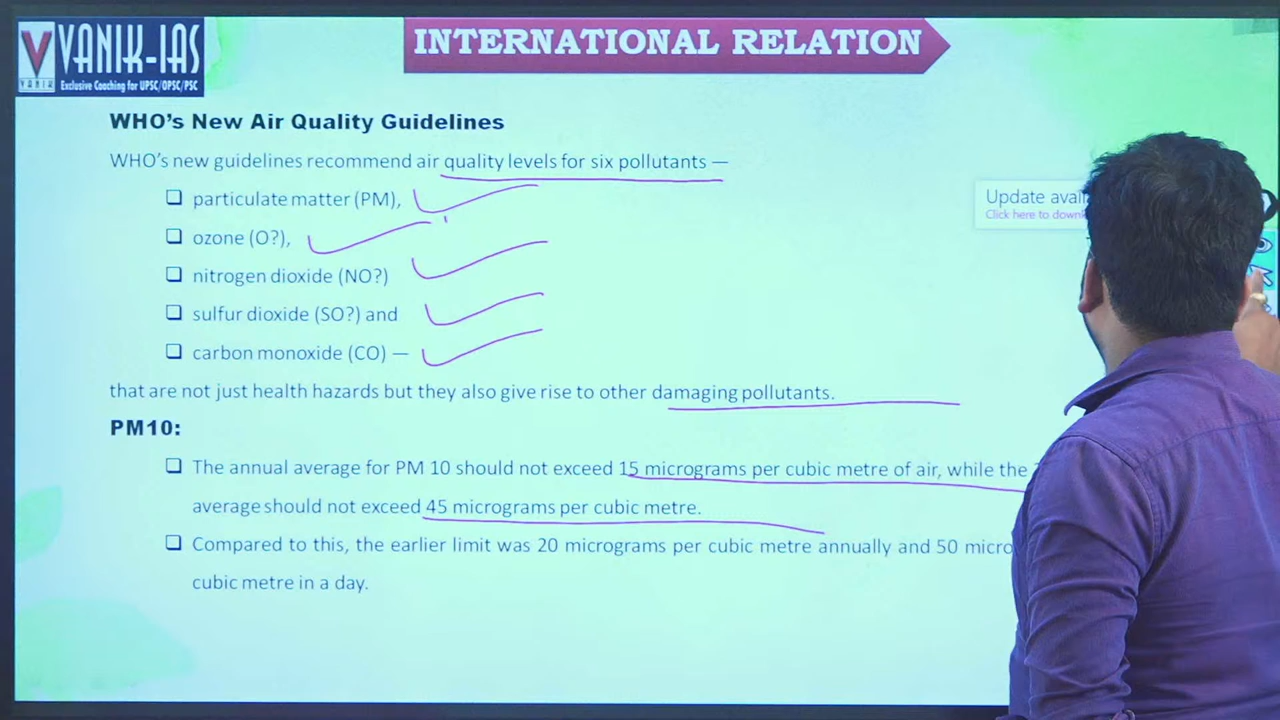 VANIK-IAS
VANIK
Exclusive Coaching for UPSC/OPSC/PSC
INTERNATIONAL RELATION
WHO's New Air Quality Guidelines
WHO's new guidelines recommend air quality levels for six pollutants —
particulate matter (PM),
ozone (O?),
nitrogen dioxide (NO?)
sulfur dioxide (SO?) and
carbon monoxide (CO) —
that are not just health hazards but they also give rise to other damaging pollutants.
PM10:
The annual average for PM 10 should not exceed 15 micrograms per cubic metre of air, while the
average should not exceed 45 micrograms per cubic metre.
Compared to this, the earlier limit was 20 micrograms per cubic metre annually and 50
cubic metre in a day.
Update
Click here to